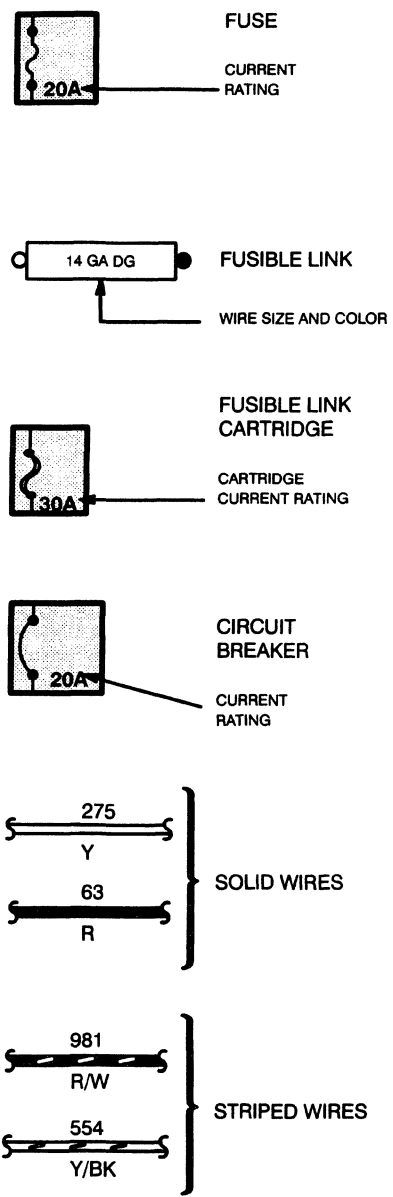 FUSE
CURRENT
RATING
20A
14 GA DG
FUSIBLE LINK
WIRE SIZE AND COLOR
FUSIBLE LINK
CARTRIDGE
CARTRIDGE
CURRENT RATING
30A
CIRCUIT
BREAKER
20A
CURRENT
RATING
275
Y
63
R
SOLID WIRES
981
R/W
554
Y/BK
STRIPED WIRES